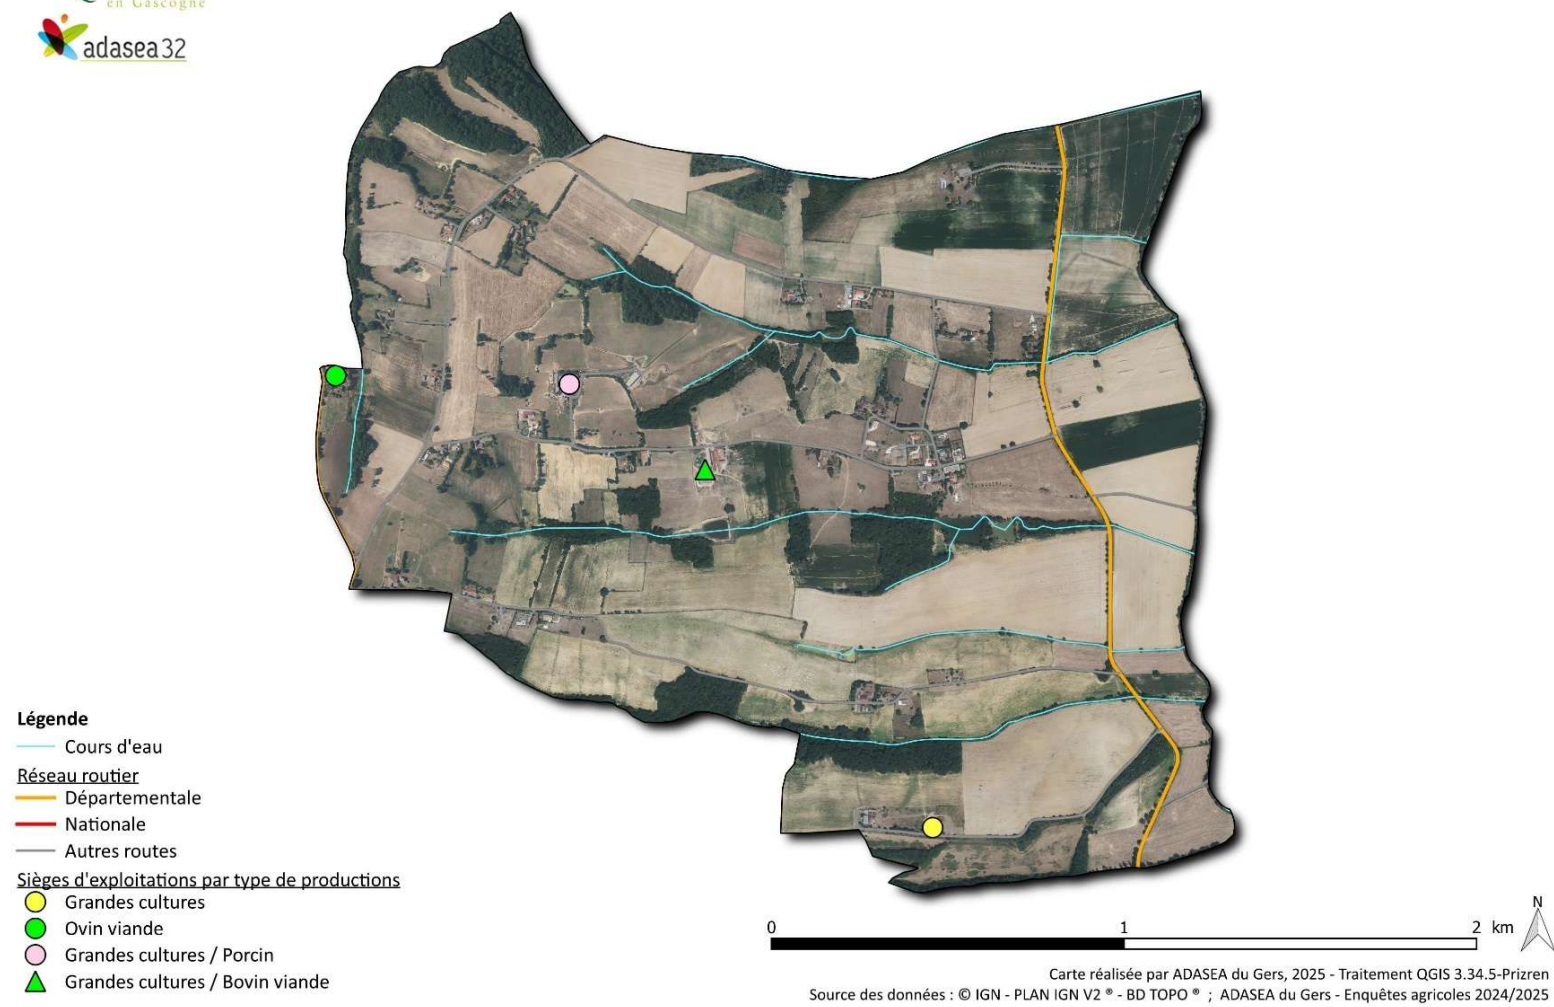 en Gascogne
adasea32
Légende
Cours d'eau
Réseau routier
Départementale
Nationale
Autres routes
Sièges d'exploitations par type de productions
Grandes cultures
Ovin viande
Grandes cultures / Porcin
Grandes cultures / Bovin viande
0 1 2 km
N
Carte réalisée par ADASEA du Gers, 2025 - Traitement QGIS 3.34.5-Prizren
Source des données : © IGN - PLAN IGN V2 ® - BD TOPO ® ; ADASEA du Gers - Enquêtes agricoles 2024/2025